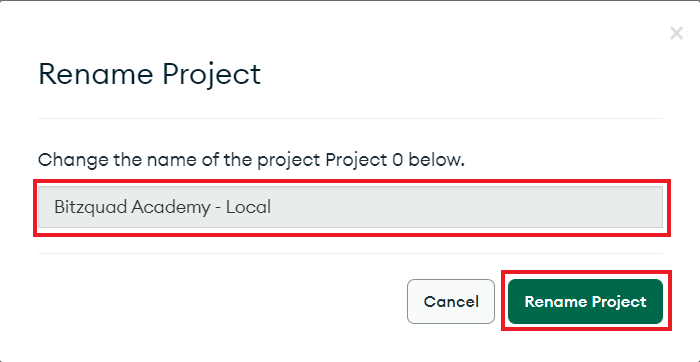 Rename Project
Change the name of the project Project 0 below.
Bitzquad Academy - Local
Cancel
Rename Project